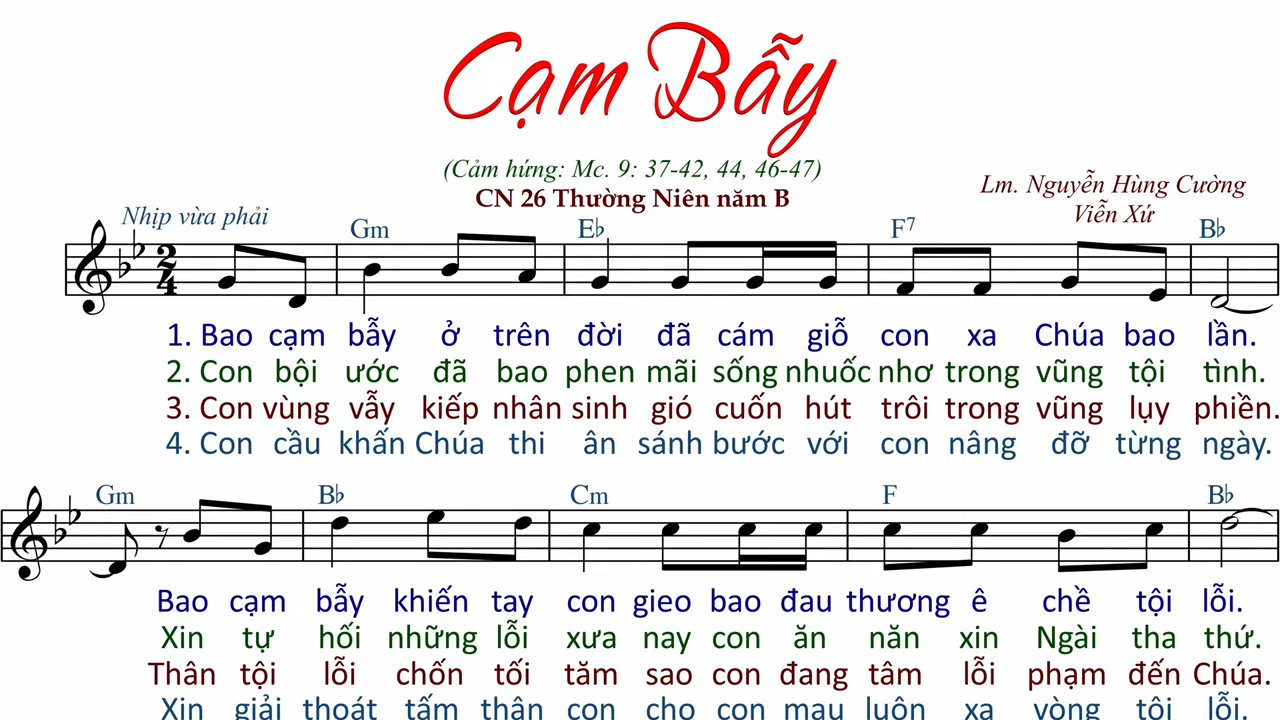 Cạm Bẫy
(Cảm hứng: Mc. 9: 37-42, 44, 46-47)
CN 26 Thường Niên năm B
Lm. Nguyễn Hùng Cường
Viễn Xứ
Nhịp vừa phải
Gm E♭ F7 B♭
2
4
1. Bao cạm bẫy ở trên đời đã cám giỗ con xa Chúa bao lần.
2. Con bội ước đã bao phen mãi sống nhuốc nhơ trong vũng tội tình.
3. Con vùng vẫy kiếp nhân sinh gió cuốn hút trôi trong vũng lụy phiền.
4. Con cầu khấn Chúa thi ân sánh bước với con nâng đỡ từng ngày.
Gm B♭ Cm F B♭
Bao cạm bẫy khiến tay con gieo bao đau thương ê chề tội lỗi.
Xin tự hối những lỗi xưa nay con ăn năn xin Ngài tha thứ.
Thân tội lỗi chốn tối tăm sao con đang tâm lỗi phạm đến Chúa.
Xin giải thoát tấm thân con cho con mau luôn xa vòng tội lỗi.